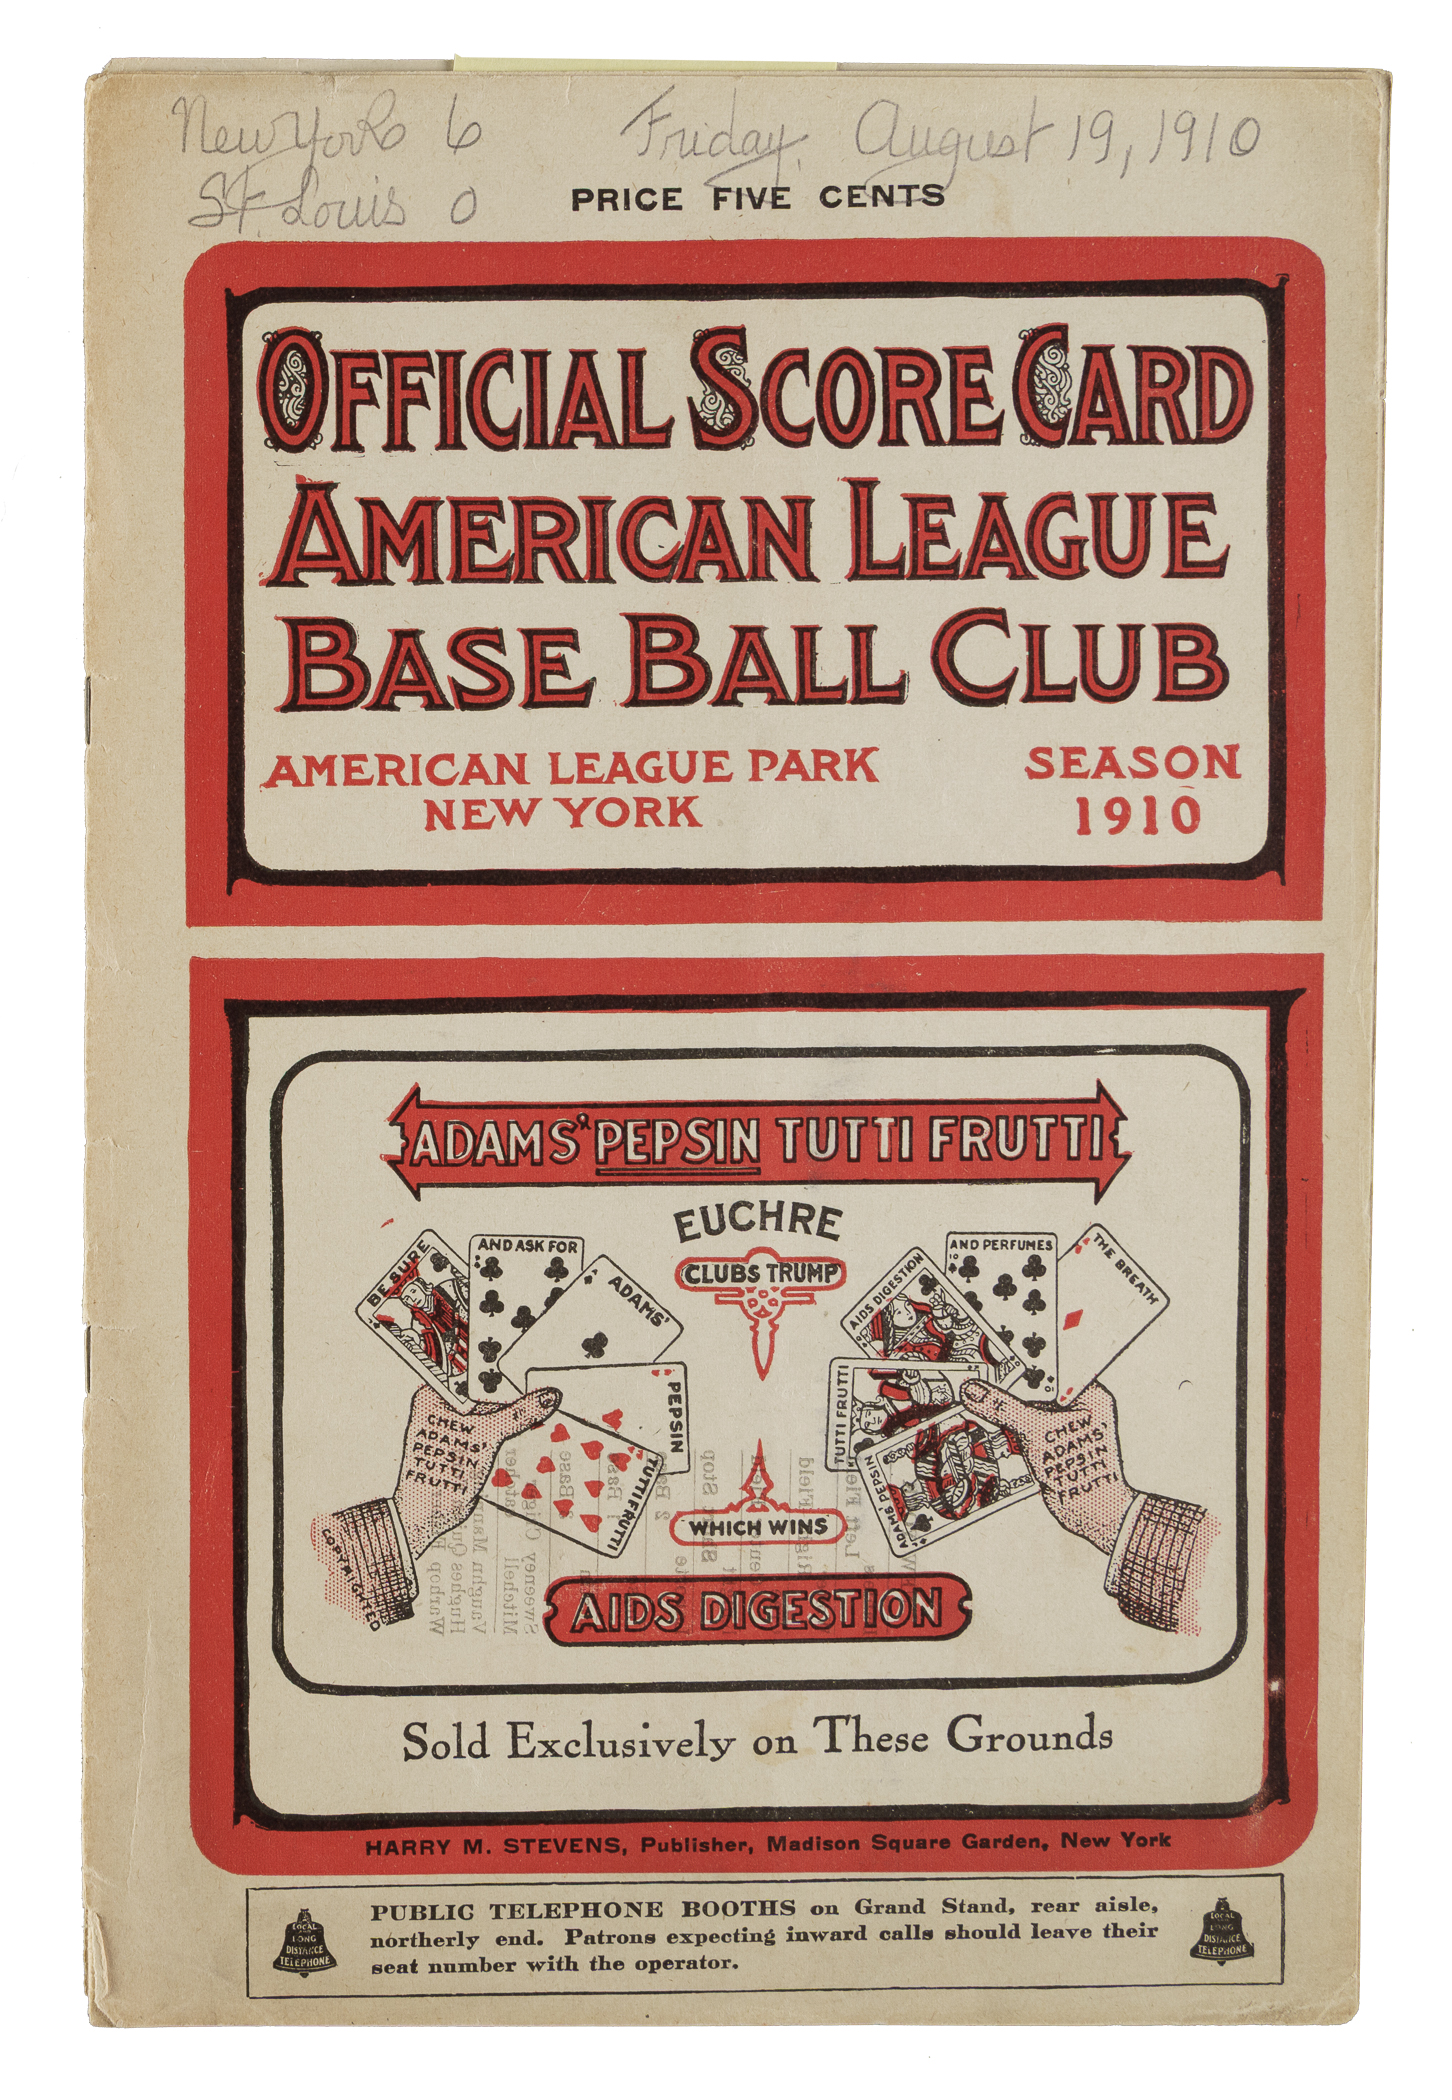 New York 6 Friday, August 19, 1910
St. Louis 0
PRICE FIVE CENTS
OFFICIAL SCORE CARD
AMERICAN LEAGUE
BASE BALL CLUB
AMERICAN LEAGUE PARK SEASON
NEW YORK 1910
ADAMS' PEPSIN TUTTI FRUTTI
EUCHRE
CLUBS TRUMP
BE SURE
AND ASK FOR
ADAMS'
PEPSIN
TUTTI FRUTTI
CHEW
ADAMS'
PEPSIN
TUTTI
FRUTTI
COPYRIGHTED
AIDS DIGESTION
AND PERFUMES
THE BREATH
TUTTI FRUTTI
ADAMS' PEPSIN
CHEW
ADAMS'
PEPSIN
TUTTI
FRUTTI
WHICH WINS
AIDS DIGESTION
Sold Exclusively on These Grounds
HARRY M. STEVENS, Publisher, Madison Square Garden, New York
PUBLIC TELEPHONE BOOTHS on Grand Stand, rear aisle,
northerly end. Patrons expecting inward calls should leave their
seat number with the operator.
LOCAL
LONG
DISTANCE
TELEPHONE
LOCAL
LONG
DISTANCE
TELEPHONE